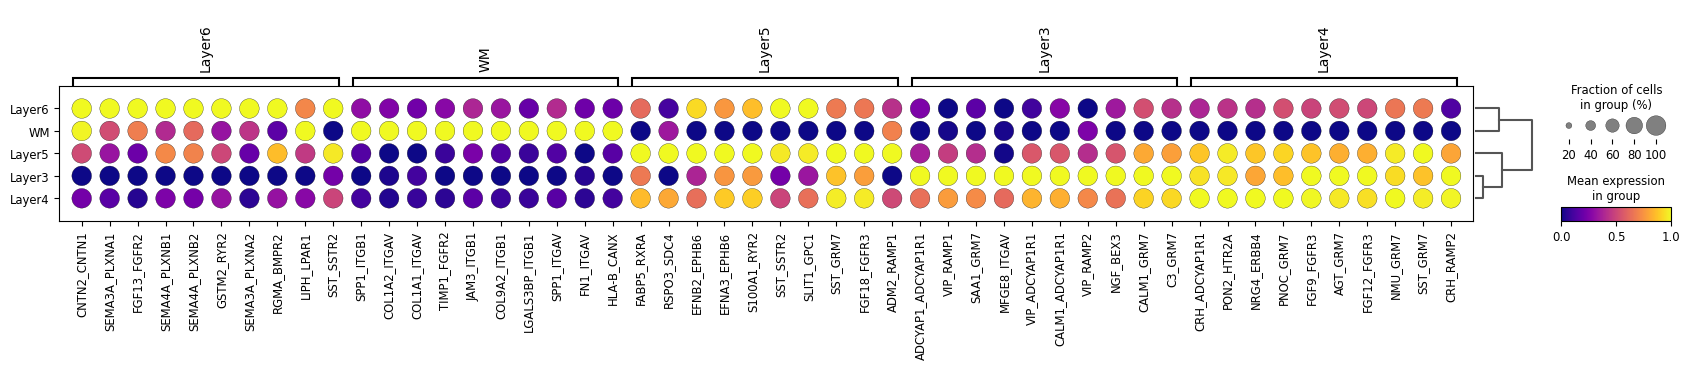 Layer6
WM
Layer5
Layer3
Layer4
Layer6
WM
Layer5
Layer3
Layer4
CNTN2_CNTN1
SEMA3A_PLXNA1
FGF13_FGFR2
SEMA4A_PLXNB1
SEMA4A_PLXNB2
GSTM2_RYR2
SEMA3A_PLXNA2
RGMA_BMPR2
LIPH_LPAR1
SST_SSTR2
SPP1_ITGB1
COL1A2_ITGAV
COL1A1_ITGAV
TIMP1_FGFR2
JAM3_ITGB1
COL9A2_ITGB1
LGALS3BP_ITGB1
SPP1_ITGAV
FN1_ITGAV
HLA-B_CANX
FABP5_RXRA
RSPO3_SDC4
EFNB2_EPHB6
EFNA3_EPHB6
S100A1_RYR2
SST_SSTR2
SLIT1_GPC1
SST_GRM7
FGF18_FGFR3
ADM2_RAMP1
ADCYAP1_ADCYAP1R1
VIP_RAMP1
SAA1_GRM7
MFGE8_ITGAV
VIP_ADCYAP1R1
CALM1_ADCYAP1R1
VIP_RAMP2
NGF_BEX3
CALM1_GRM7
C3_GRM7
CRH_ADCYAP1R1
PON2_HTR2A
NRG4_ERBB4
PNOC_GRM7
FGF9_FGFR3
AGT_GRM7
FGF12_FGFR3
NMU_GRM7
SST_GRM7
CRH_RAMP2
Fraction of cells
in group (%)
20 40 60 80 100
Mean expression
in group
0.0 0.5 1.0